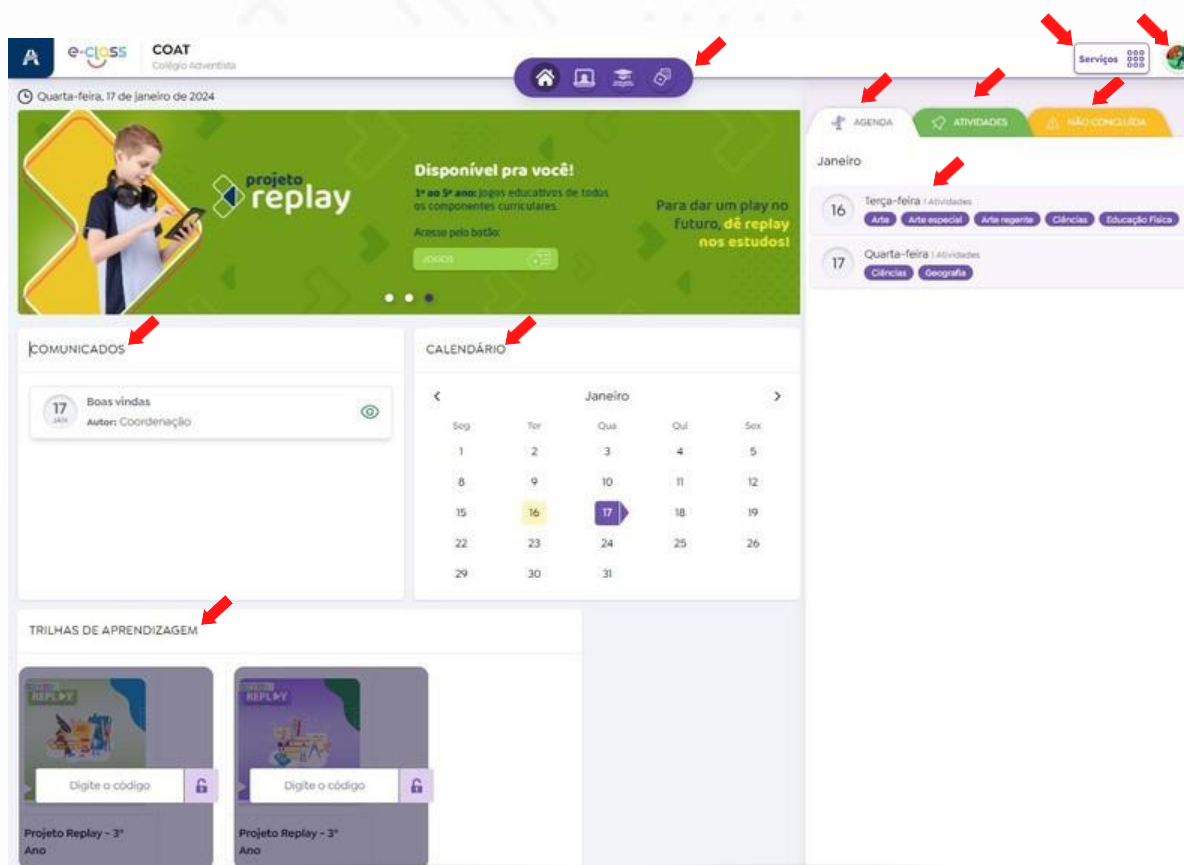 e-class
COAT
Colégio Adventista
Serviços
Quarta-feira, 17 de janeiro de 2024
projeto
replay
Disponível pra você!
1º ao 5º ano: jogos educativos de todos
os componentes curriculares.
Acesse pelo botão:
JOGOS
Para dar um play no
futuro, dê replay
nos estudos!
AGENDA
ATIVIDADES
NÃO CONCLUÍDA
Janeiro
16
Terça-feira 1 Atividades
Arte Arte especial Arte regente Ciências Educação Física
17
Quarta-feira 1 Atividades
Ciências Geografia
COMUNICADOS
17
JAN
Boas vindas
Autor: Coordenação
CALENDÁRIO
Janeiro
Seg Ter Qua Qui Sex
1 2 3 4 5
8 9 10 11 12
15 16 17 18 19
22 23 24 25 26
29 30 31
TRILHAS DE APRENDIZAGEM
REPLAY
Digite o código
Projeto Replay - 3º
Ano
REPLAY
Digite o código
Projeto Replay - 3º
Ano